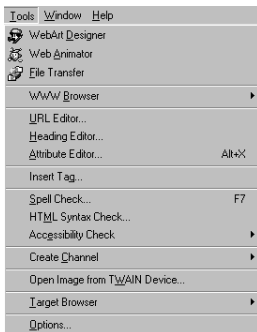 Tools Window Help
WebArt Designer
Web Animator
File Transfer
WWW Browser
URL Editor...
Heading Editor...
Attribute Editor... Alt+X
Insert Tag...
Spell Check... F7
HTML Syntax Check...
Accessibility Check
Create Channel
Open Image from TWAIN Device...
Target Browser
Options...